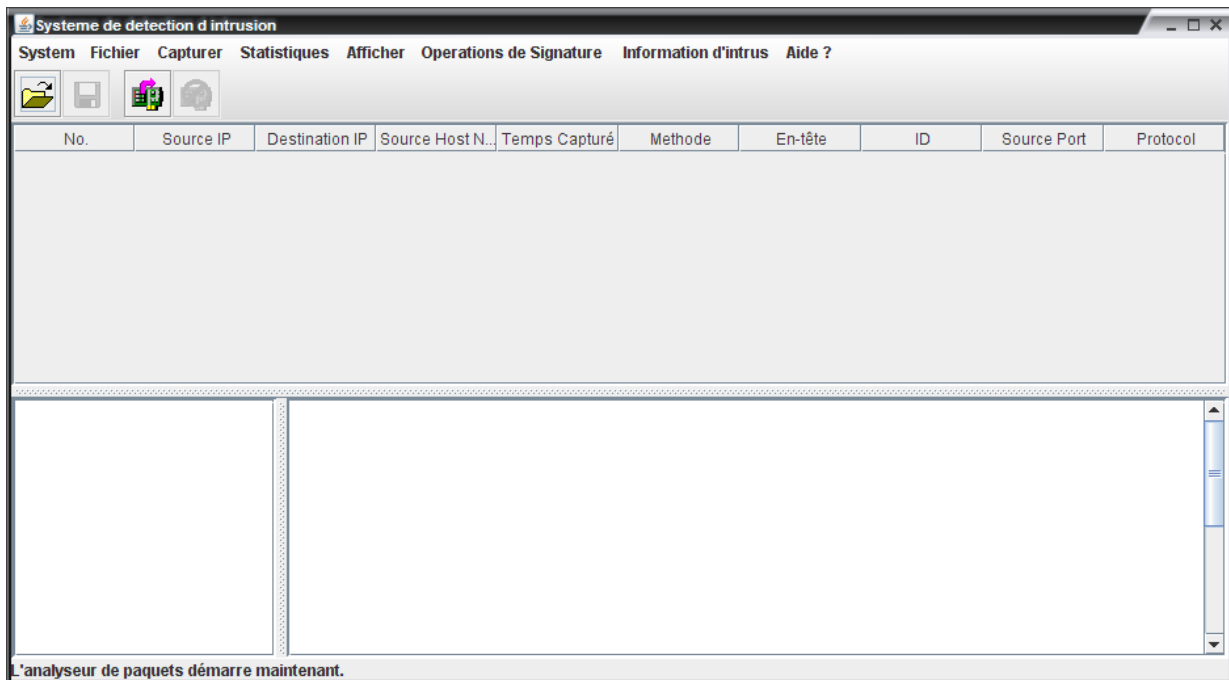 Systeme de detection d intrusion
System Fichier Capturer Statistiques Afficher Operations de Signature Information d'intrus Aide ?
No. Source IP Destination IP Source Host N... Temps Capturé Methode En-tête ID Source Port Protocol
L'analyseur de paquets démarre maintenant.